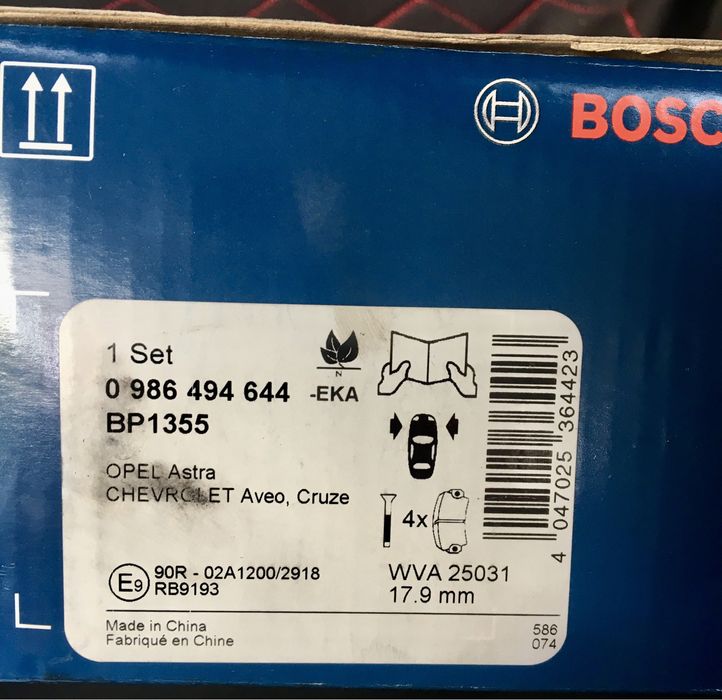 BOSC
1 Set
0 986 494 644 -EKA
BP1355
N
OPEL Astra
CHEVROLET Aveo, Cruze
4x
4 047025 364423
E9 90R - 02A1200/2918
RB9193
WVA 25031
17.9 mm
Made in China
Fabriqué en Chine
586
074